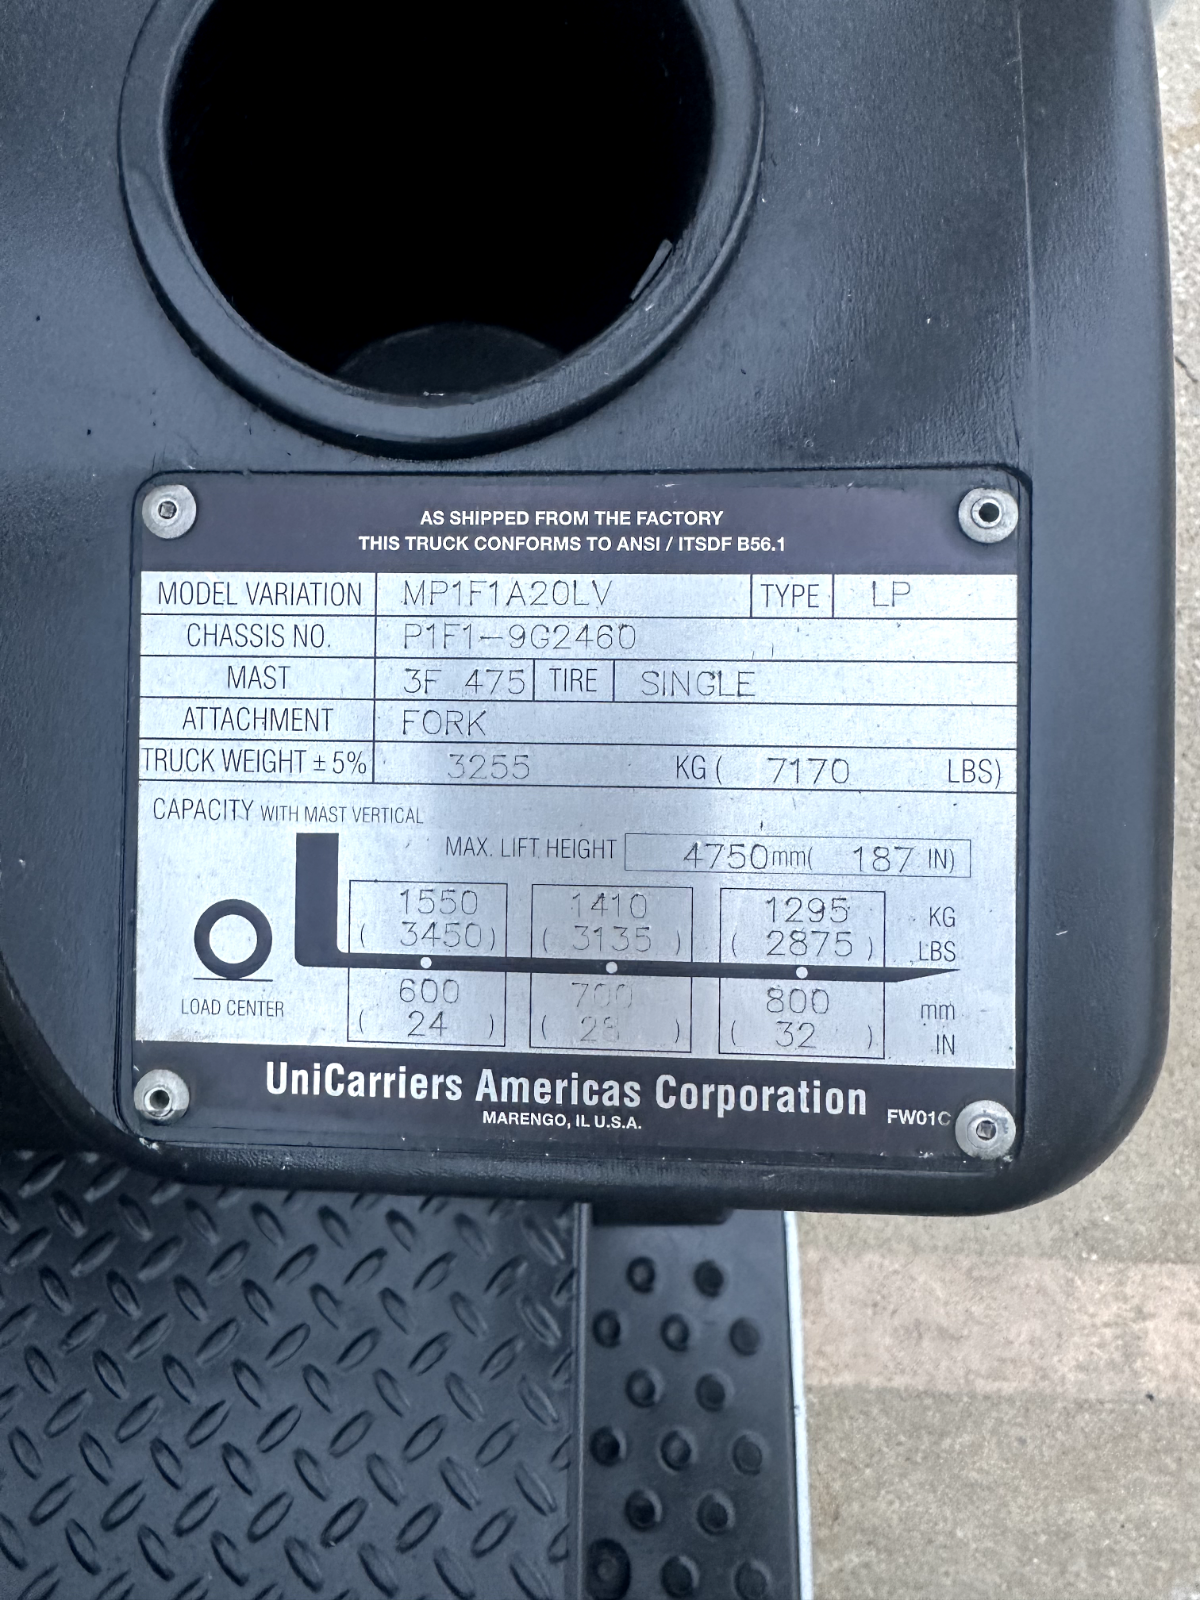 AS SHIPPED FROM THE FACTORY
THIS TRUCK CONFORMS TO ANSI / ITSDF B56.1
MODEL VARIATION MP1F1A20LV TYPE LP
CHASSIS NO. P1F1-9G2460
MAST 3F 475 TIRE SINGLE
ATTACHMENT FORK
TRUCK WEIGHT ± 5% 3255 KG ( 7170 LBS)
CAPACITY WITH MAST VERTICAL
MAX. LIFT HEIGHT 4750mm( 187 IN)
1550 1410 1295 KG
( 3450) ( 3135 ) ( 2875 ) LBS
LOAD CENTER 600 700 800 mm
( 24 ) ( 28 ) ( 32 ) IN
UniCarriers Americas Corporation
MARENGO, IL U.S.A.
FW01C